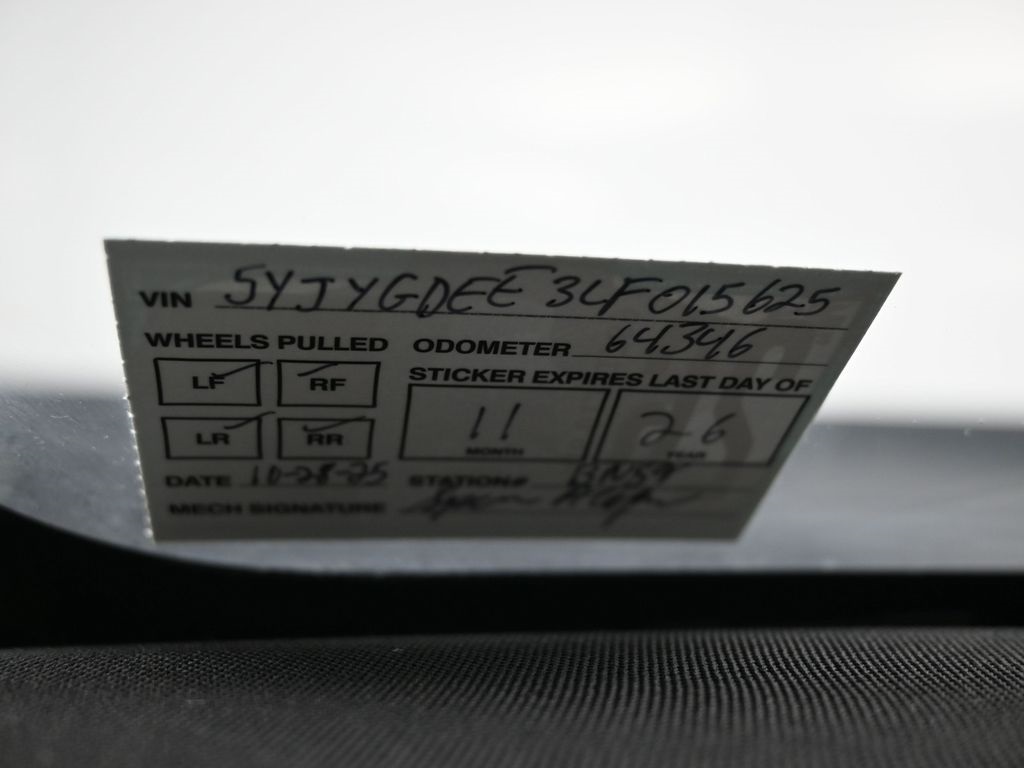 VIN 5YJYGDEE3LF015625
WHEELS PULLED ODOMETER 64346
STICKER EXPIRES LAST DAY OF
LF RF
LR RR
11 26
MONTH YEAR
DATE 10-28-25 STATION#
MECH SIGNATURE